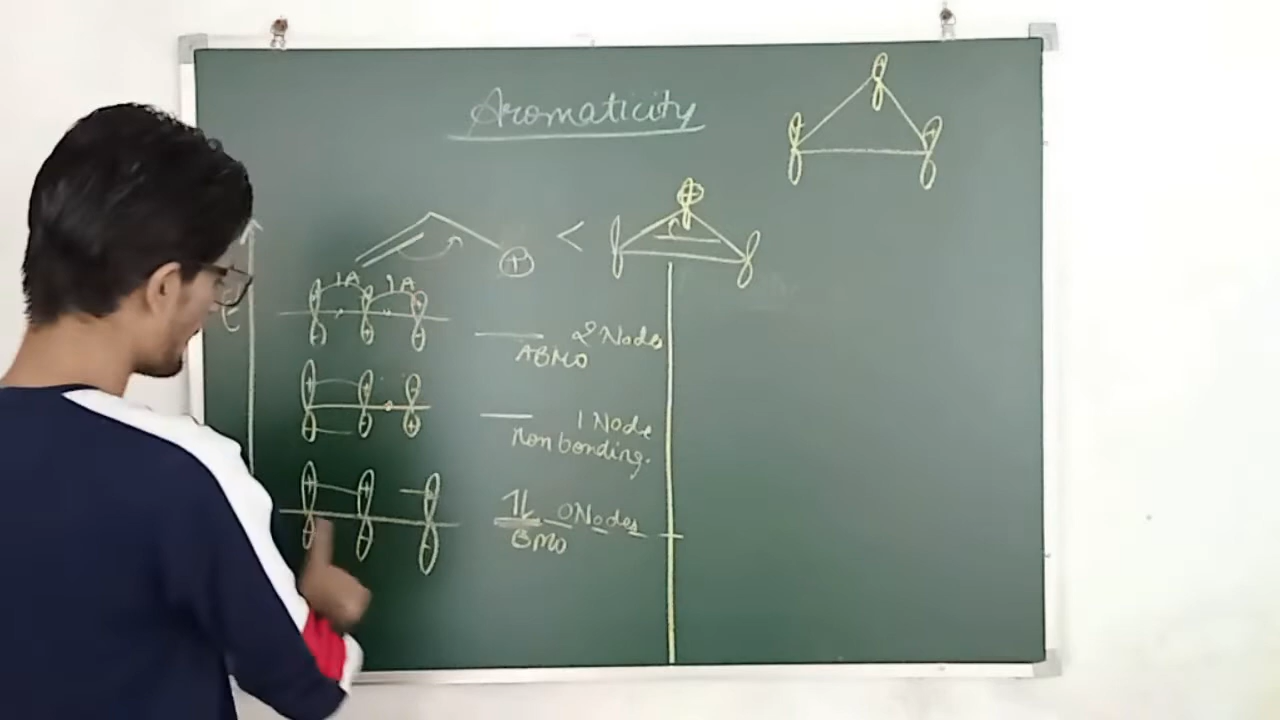 Aromaticity
+ < +
1A 1A
2 Nodes
ABMO
1 Node
Non bonding.
0 Nodes
BMO